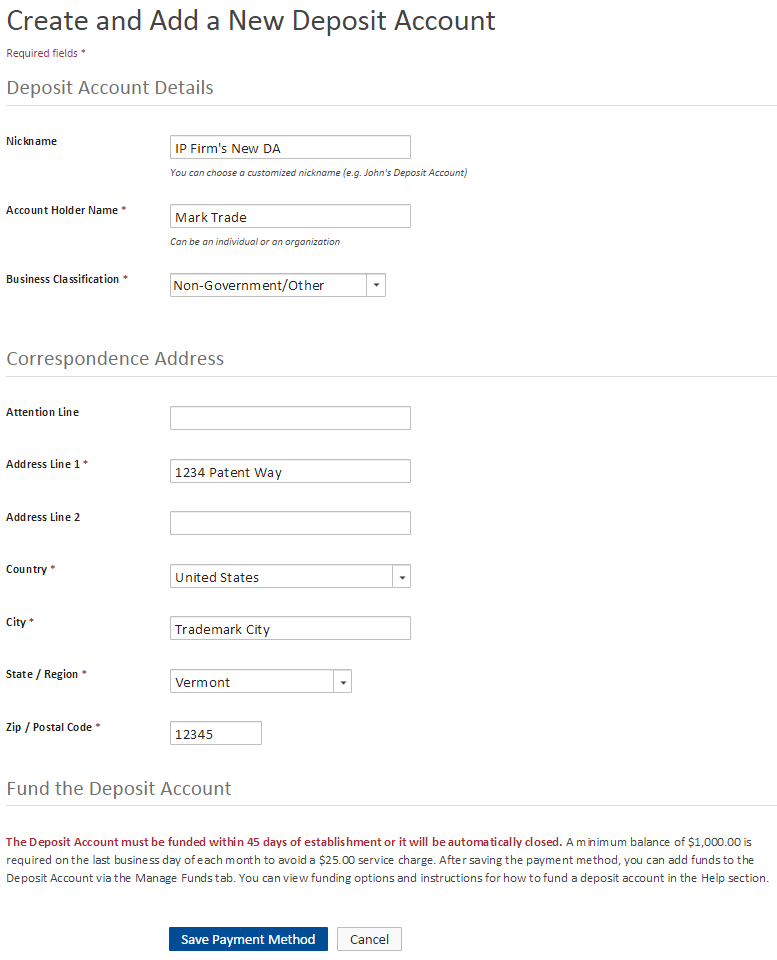 Create and Add a New Deposit Account
Required fields *
Deposit Account Details
Nickname
IP Firm's New DA
You can choose a customized nickname (e.g. John's Deposit Account)
Account Holder Name *
Mark Trade
Can be an individual or an organization
Business Classification *
Non-Government/Other
Correspondence Address
Attention Line
Address Line 1 *
1234 Patent Way
Address Line 2
Country *
United States
City *
Trademark City
State / Region *
Vermont
Zip / Postal Code *
12345
Fund the Deposit Account
The Deposit Account must be funded within 45 days of establishment or it will be automatically closed. A minimum balance of $1,000.00 is
required on the last business day of each month to avoid a $25.00 service charge. After saving the payment method, you can add funds to the
Deposit Account via the Manage Funds tab. You can view funding options and instructions for how to fund a deposit account in the Help section.
Save Payment Method
Cancel